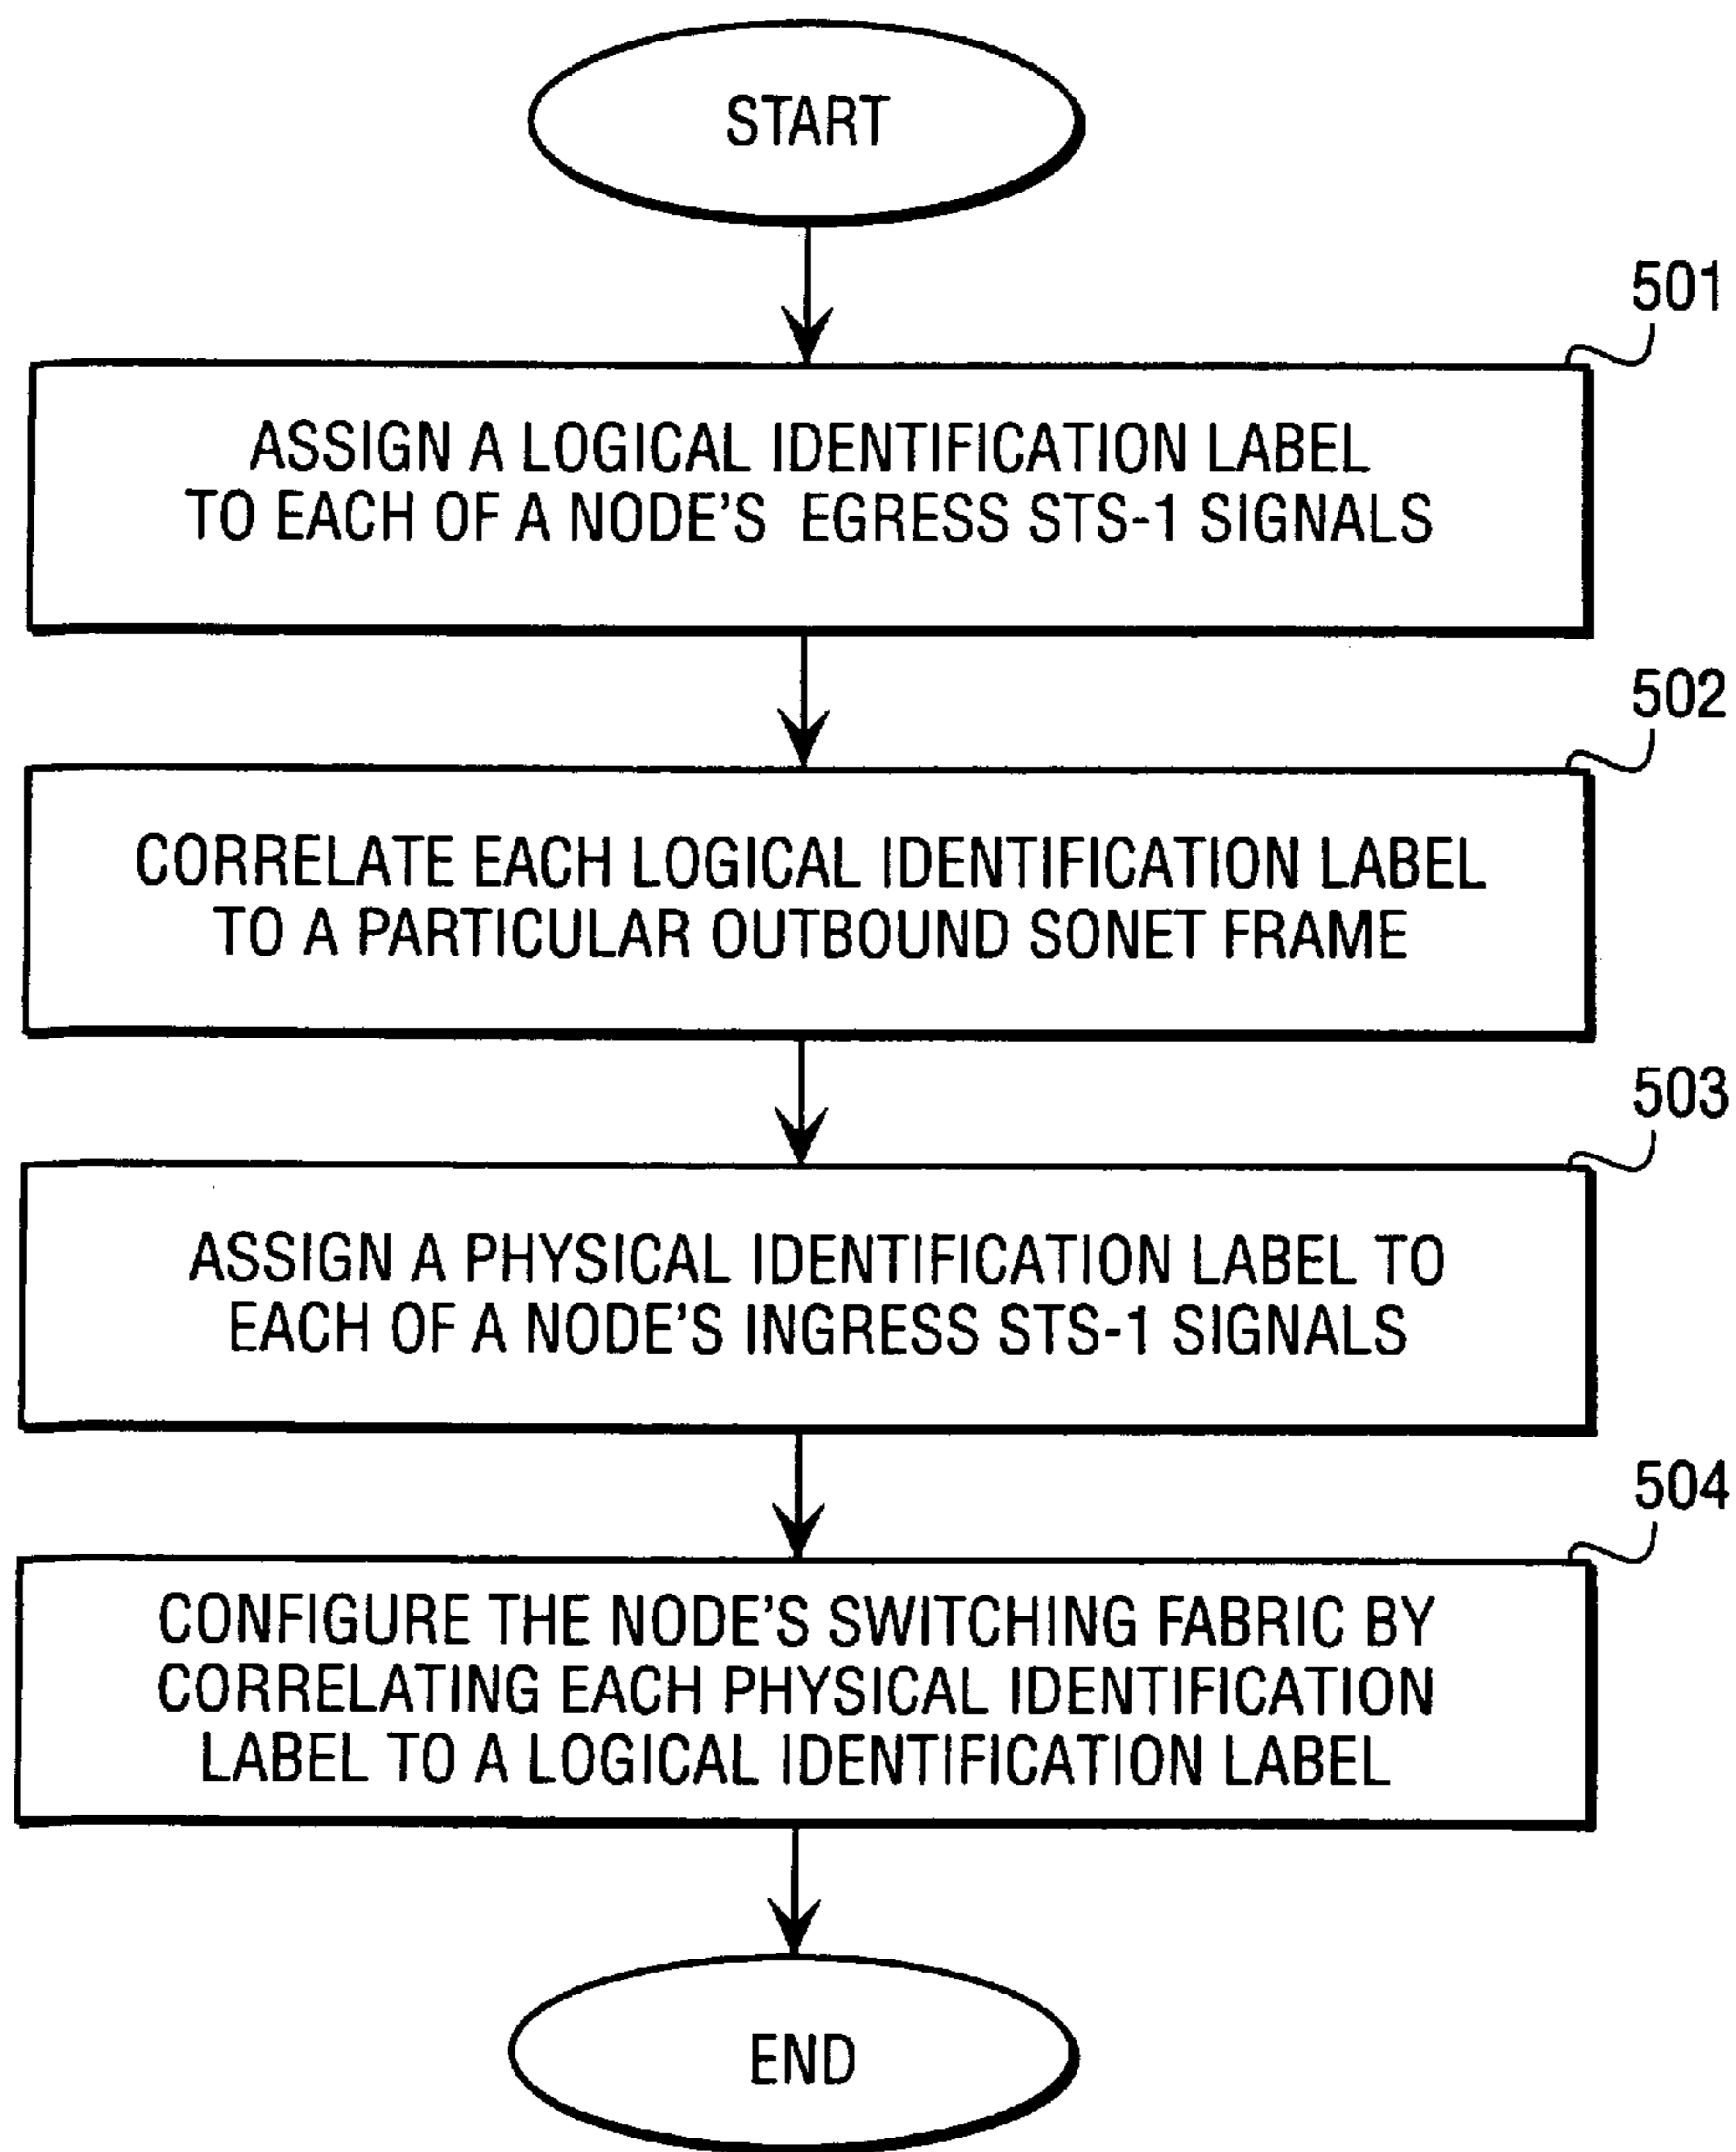 START
501
ASSIGN A LOGICAL IDENTIFICATION LABEL
TO EACH OF A NODE'S EGRESS STS-1 SIGNALS
502
CORRELATE EACH LOGICAL IDENTIFICATION LABEL
TO A PARTICULAR OUTBOUND SONET FRAME
503
ASSIGN A PHYSICAL IDENTIFICATION LABEL TO
EACH OF A NODE'S INGRESS STS-1 SIGNALS
504
CONFIGURE THE NODE'S SWITCHING FABRIC BY
CORRELATING EACH PHYSICAL IDENTIFICATION
LABEL TO A LOGICAL IDENTIFICATION LABEL
END